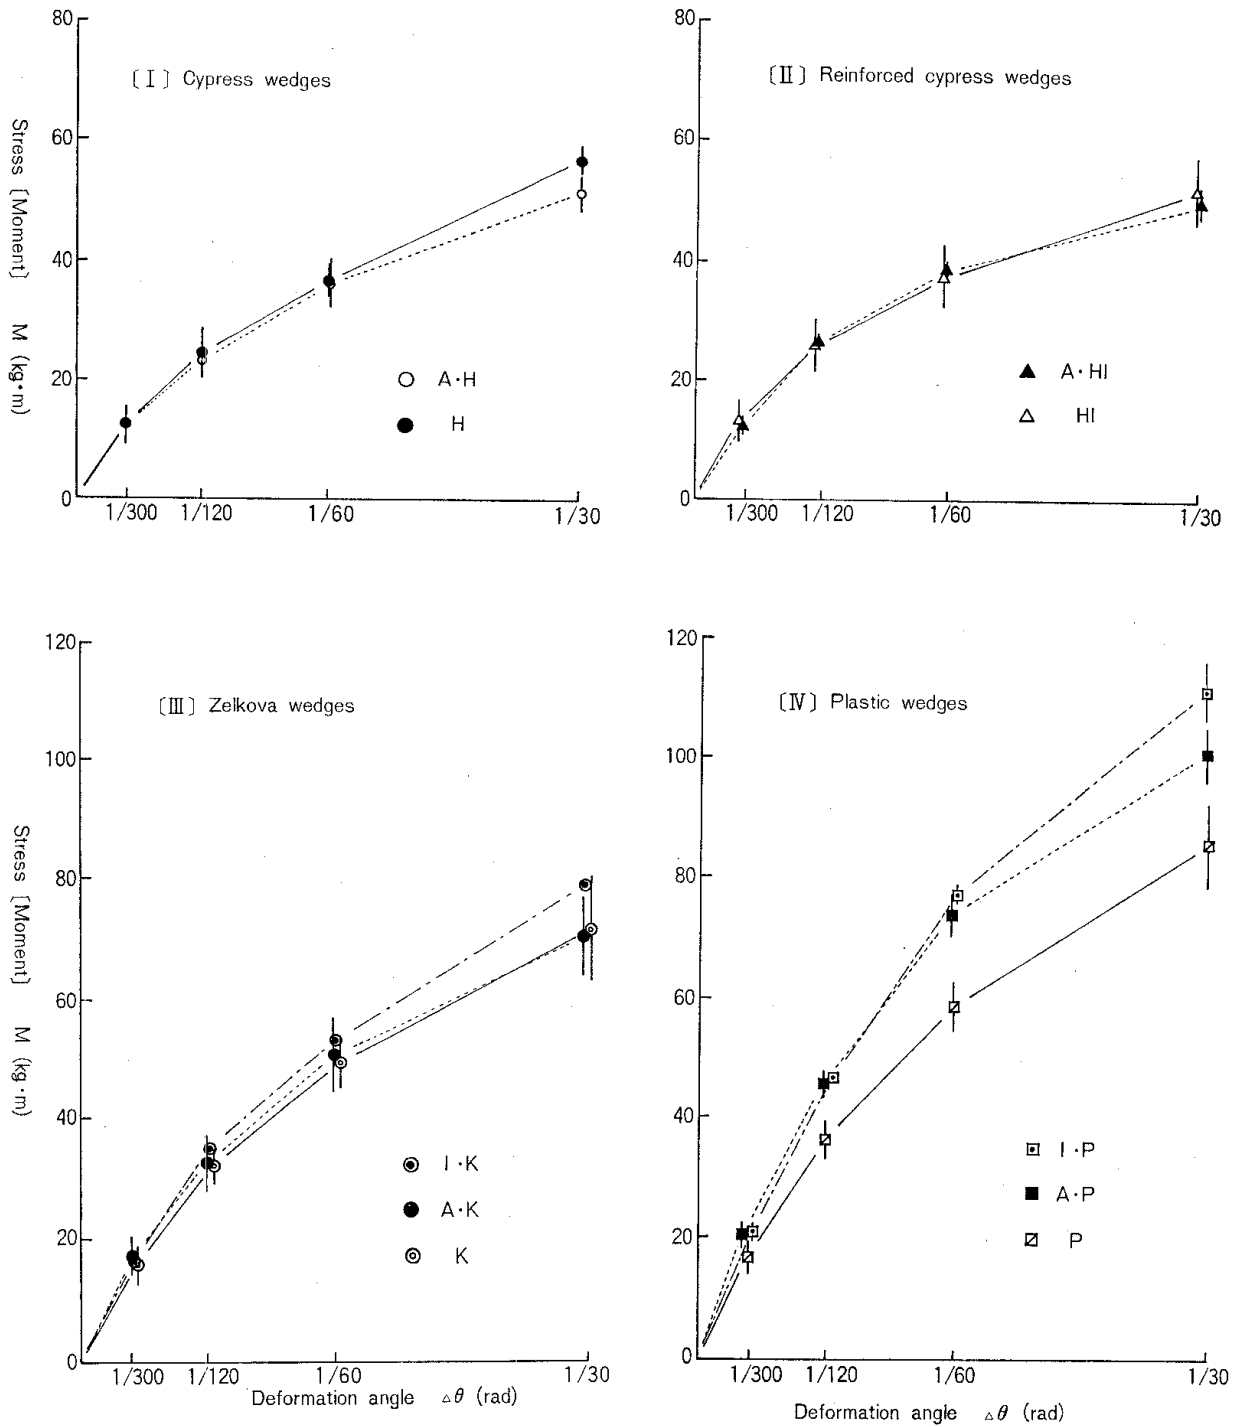 80
60
40
20
0
Stress [Moment] M (kg·m)
[Ⅰ] Cypress wedges
A·H
H
1/300 1/120 1/60 1/30
80
60
40
20
0
[Ⅱ] Reinforced cypress wedges
A·HI
HI
1/300 1/120 1/60 1/30
120
100
80
60
40
20
0
Stress [Moment] M (kg·m)
[Ⅲ] Zelkova wedges
I·K
A·K
K
1/300 1/120 1/60 1/30
Deformation angle △θ (rad)
120
100
80
60
40
20
0
[Ⅳ] Plastic wedges
I·P
A·P
P
1/300 1/120 1/60 1/30
Deformation angle △θ (rad)